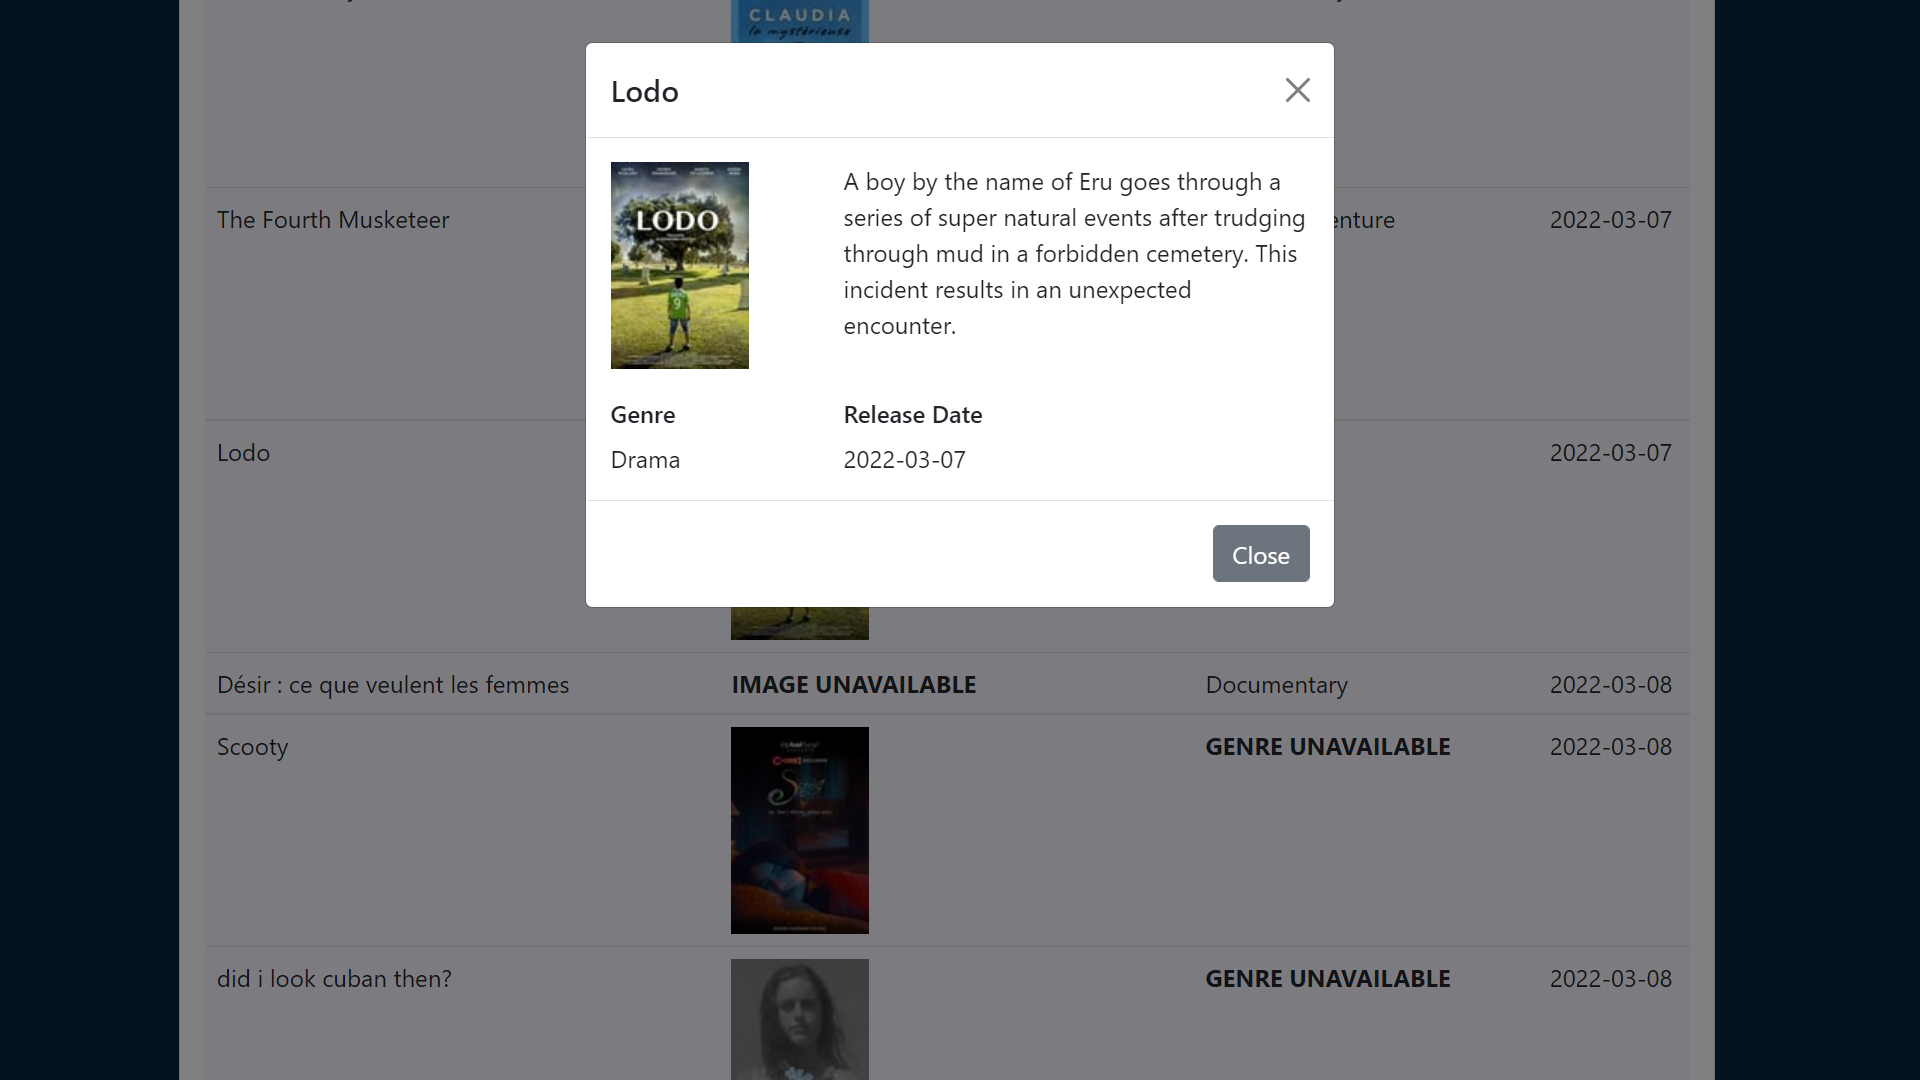 CLAUDIA
la mystérieuse
Lodo
LODO
9
A boy by the name of Eru goes through a
series of super natural events after trudging
through mud in a forbidden cemetery. This
incident results in an unexpected
encounter.
Genre
Release Date
Drama
2022-03-07
Close
The Fourth Musketeer
enture
2022-03-07
Lodo
2022-03-07
Désir : ce que veulent les femmes
IMAGE UNAVAILABLE
Documentary
2022-03-08
Scooty
GENRE UNAVAILABLE
2022-03-08
did i look cuban then?
GENRE UNAVAILABLE
2022-03-08